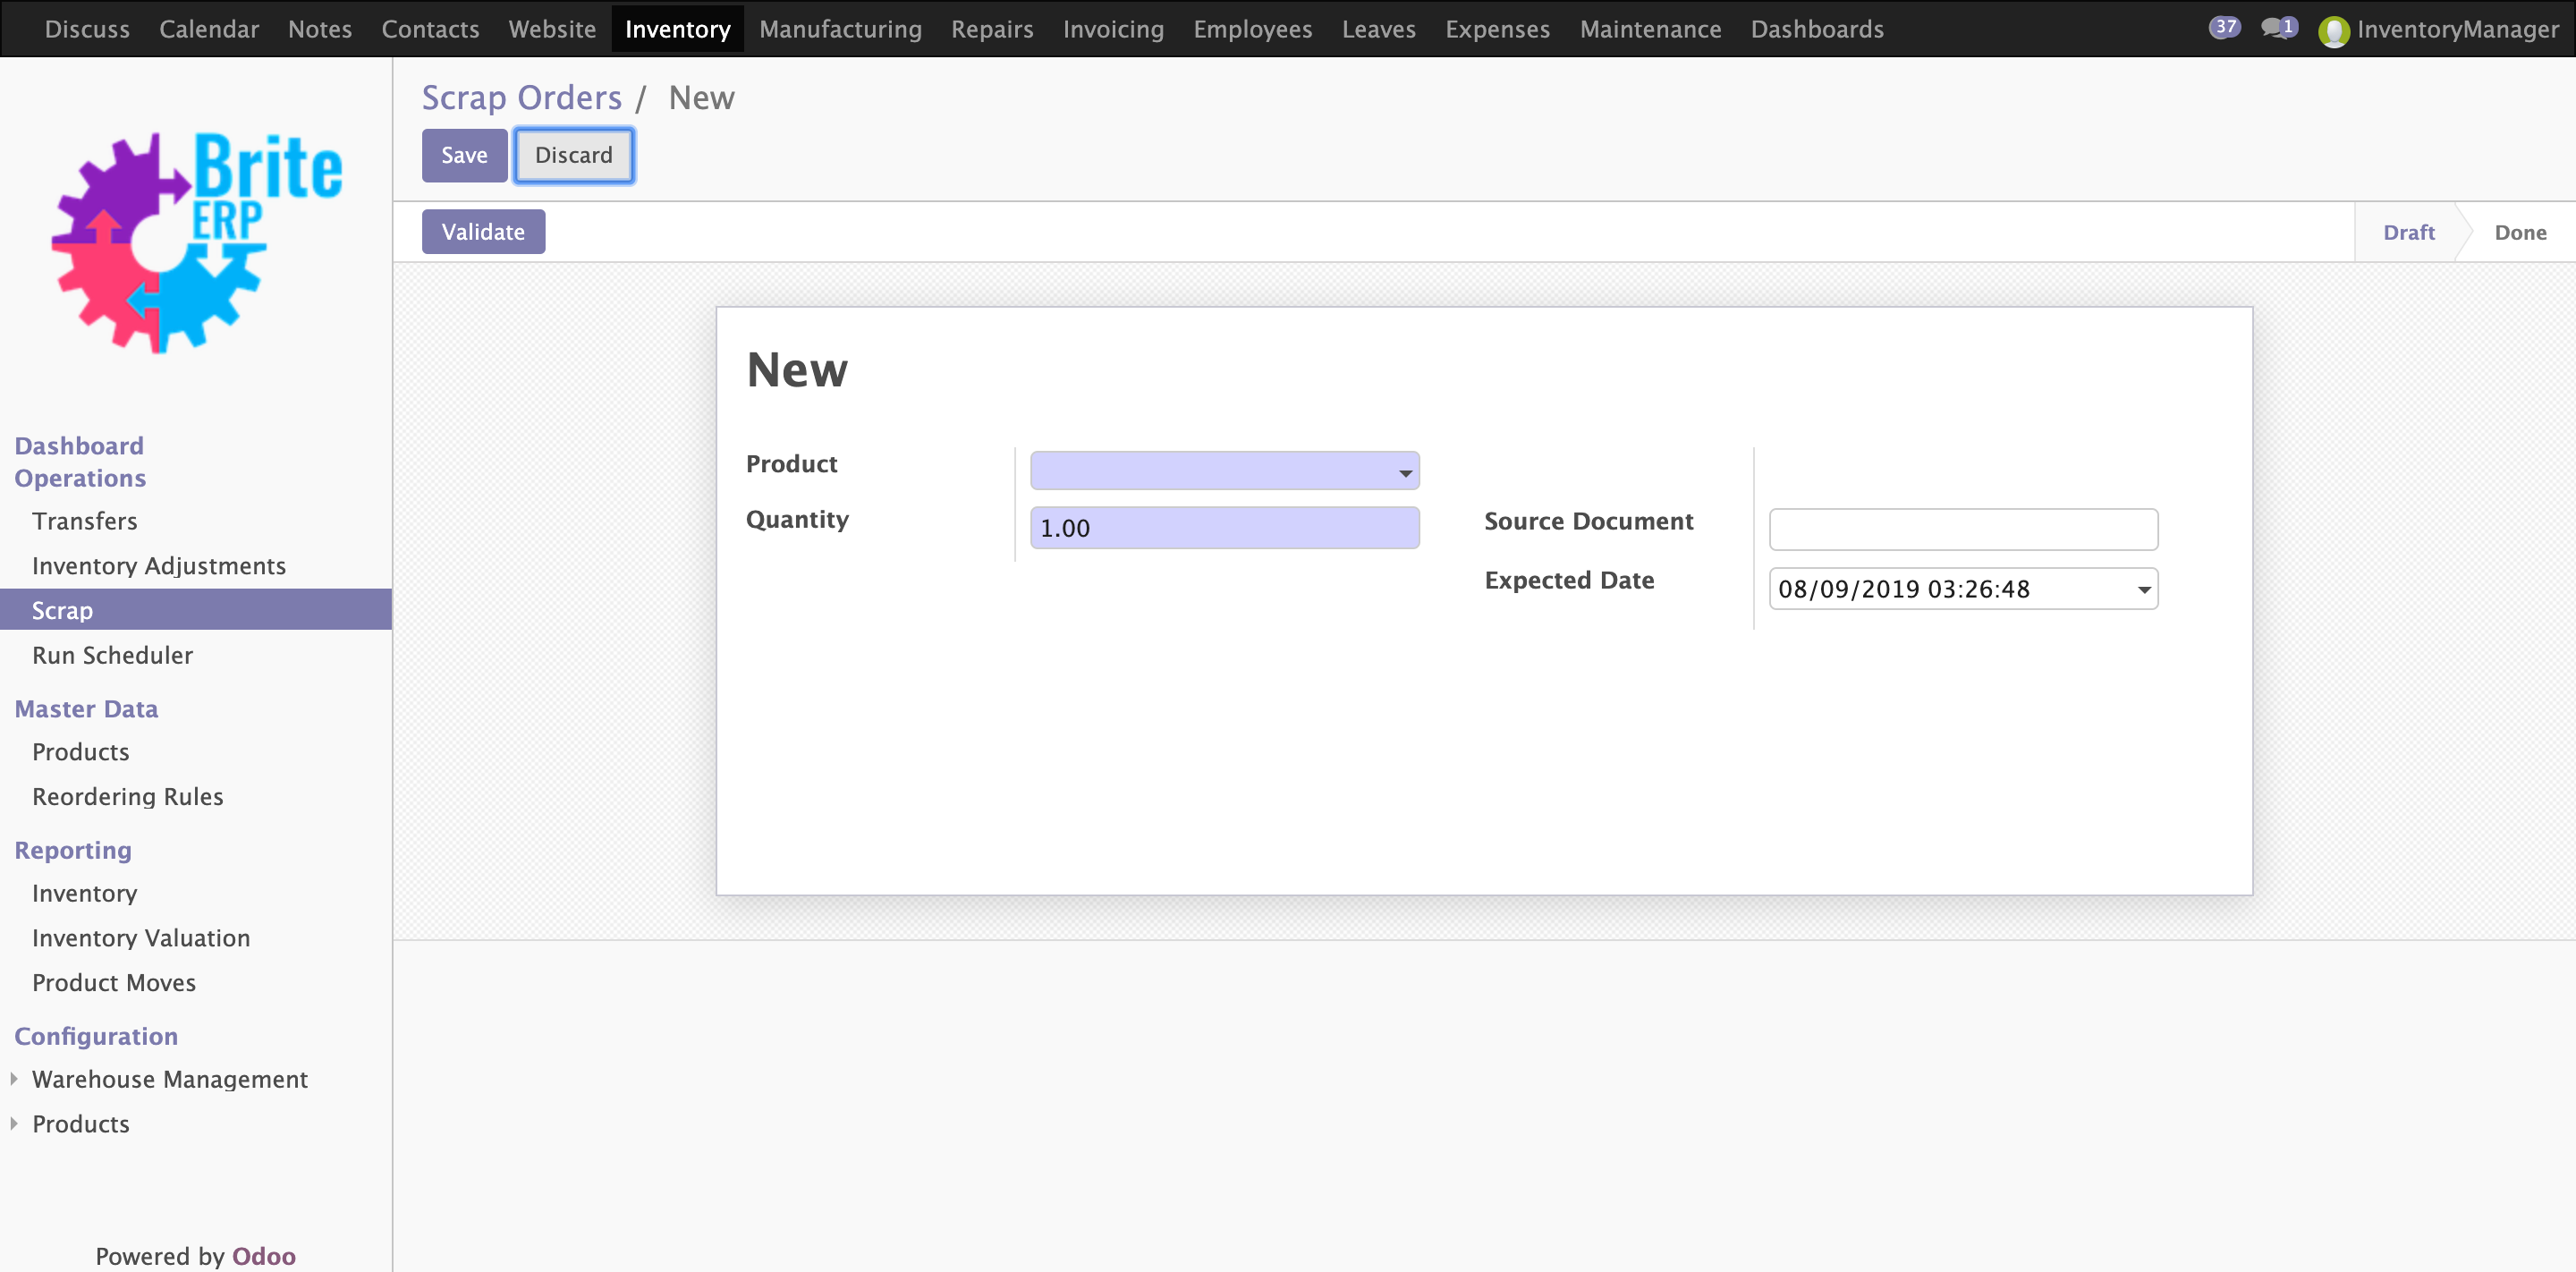 Discuss Calendar Notes Contacts Website Inventory Manufacturing Repairs Invoicing Employees Leaves Expenses Maintenance Dashboards 37 1 InventoryManager
Brite
ERP
Dashboard
Operations
Transfers
Inventory Adjustments
Scrap
Run Scheduler
Master Data
Products
Reordering Rules
Reporting
Inventory
Inventory Valuation
Product Moves
Configuration
Warehouse Management
Products
Powered by Odoo
Scrap Orders / New
Save Discard
Validate Draft Done
New
Product
Quantity 1.00
Source Document
Expected Date 08/09/2019 03:26:48